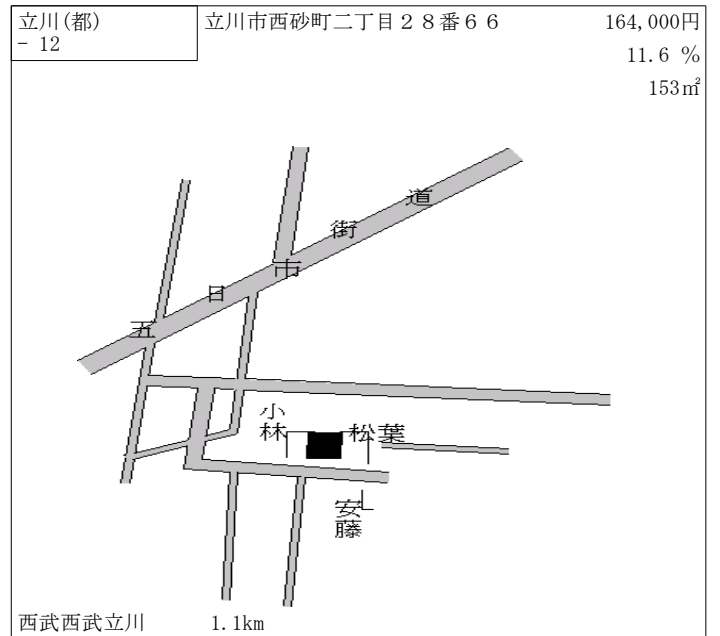 立川(都)
- 12
立川市西砂町二丁目２８番６６
164,000円
11.6 %
153㎡
五日市街道
小林
松葉
安藤
西武西武立川 1.1km